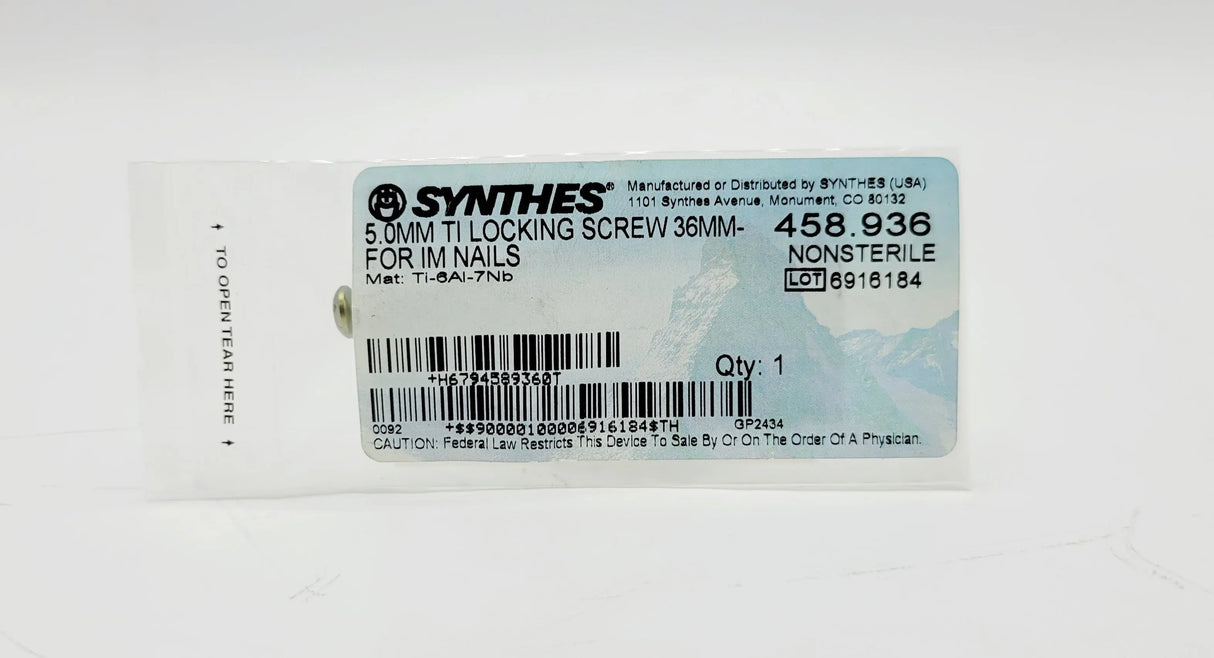 TO OPEN TEAR HERE
SYNTHES®
Manufactured or Distributed by SYNTHES (USA)
1101 Synthes Avenue, Monument, CO 80132
5.0MM TI LOCKING SCREW 36MM-
FOR IM NAILS
Mat: Ti-6Al-7Nb
458.936
NONSTERILE
LOT 6916184
+H6794589360T
Qty: 1
0092 +$$90000100006916184$TH GP2434
CAUTION: Federal Law Restricts This Device To Sale By Or On The Order Of A Physician.